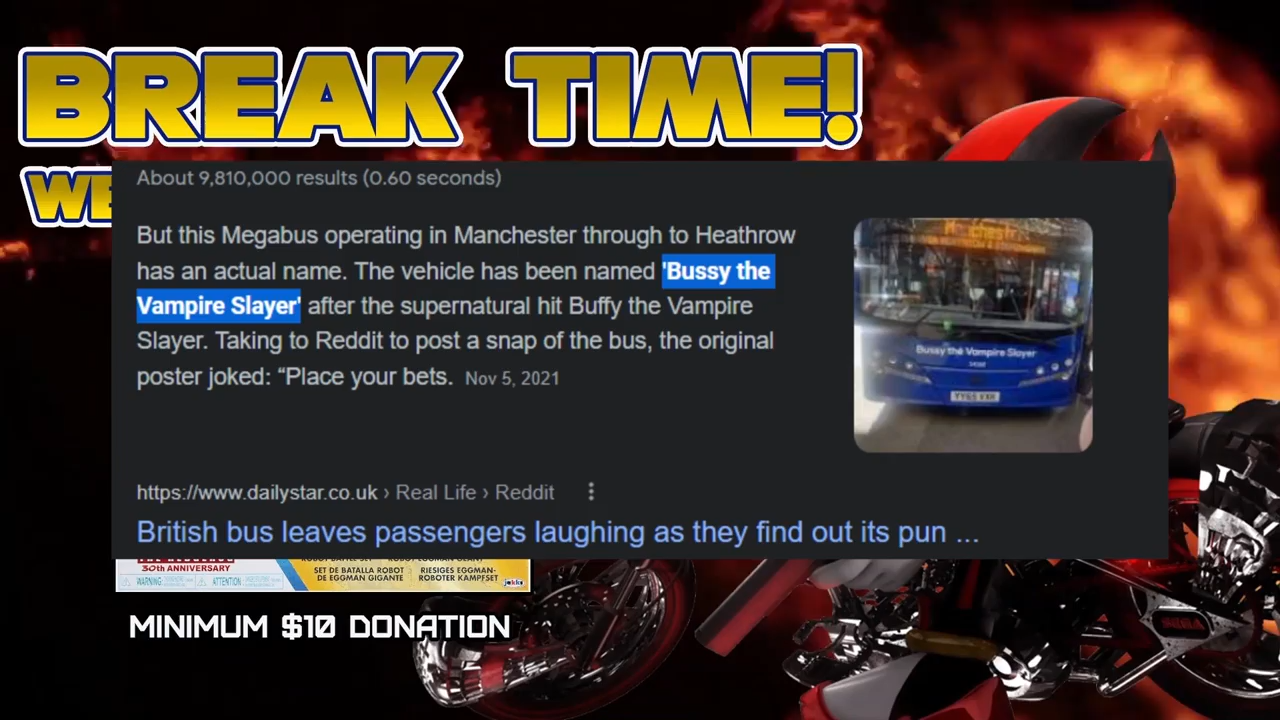 BREAK TIME!
WE
About 9,810,000 results (0.60 seconds)
But this Megabus operating in Manchester through to Heathrow
has an actual name. The vehicle has been named 'Bussy the
Vampire Slayer' after the supernatural hit Buffy the Vampire
Slayer. Taking to Reddit to post a snap of the bus, the original
poster joked: “Place your bets. Nov 5, 2021
Bussy the Vampire Slayer
https://www.dailystar.co.uk › Real Life › Reddit
British bus leaves passengers laughing as they find out its pun ...
30th ANNIVERSARY
SET DE BATALLA ROBOT
DE EGGMAN GIGANTE
RIESIGES EGGMAN-
ROBOTER KAMPFSET
WARNING:
ATTENTION
jakks
MINIMUM $10 DONATION
SEGA